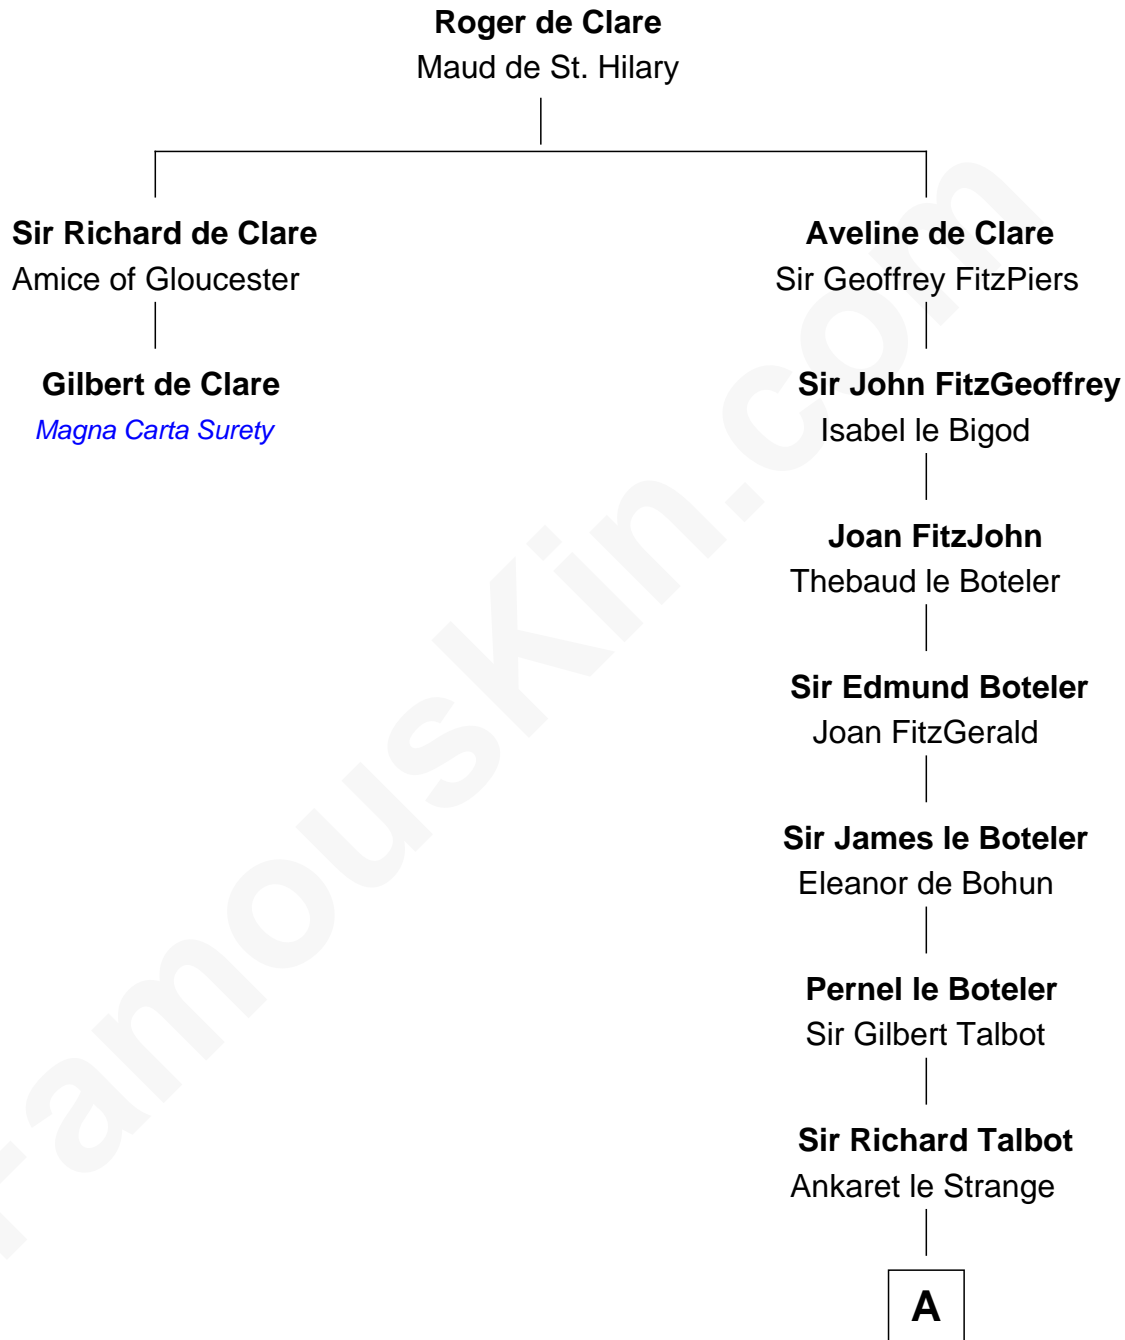 Roger de Clare
Maud de St. Hilary
Sir Richard de Clare
Amice of Gloucester
Gilbert de Clare
Magna Carta Surety
Aveline de Clare
Sir Geoffrey FitzPiers
Sir John FitzGeoffrey
Isabel le Bigod
Joan FitzJohn
Thebaud le Boteler
Sir Edmund Boteler
Joan FitzGerald
Sir James le Boteler
Eleanor de Bohun
Pernel le Boteler
Sir Gilbert Talbot
Sir Richard Talbot
Ankaret le Strange
A
FamousKin.com